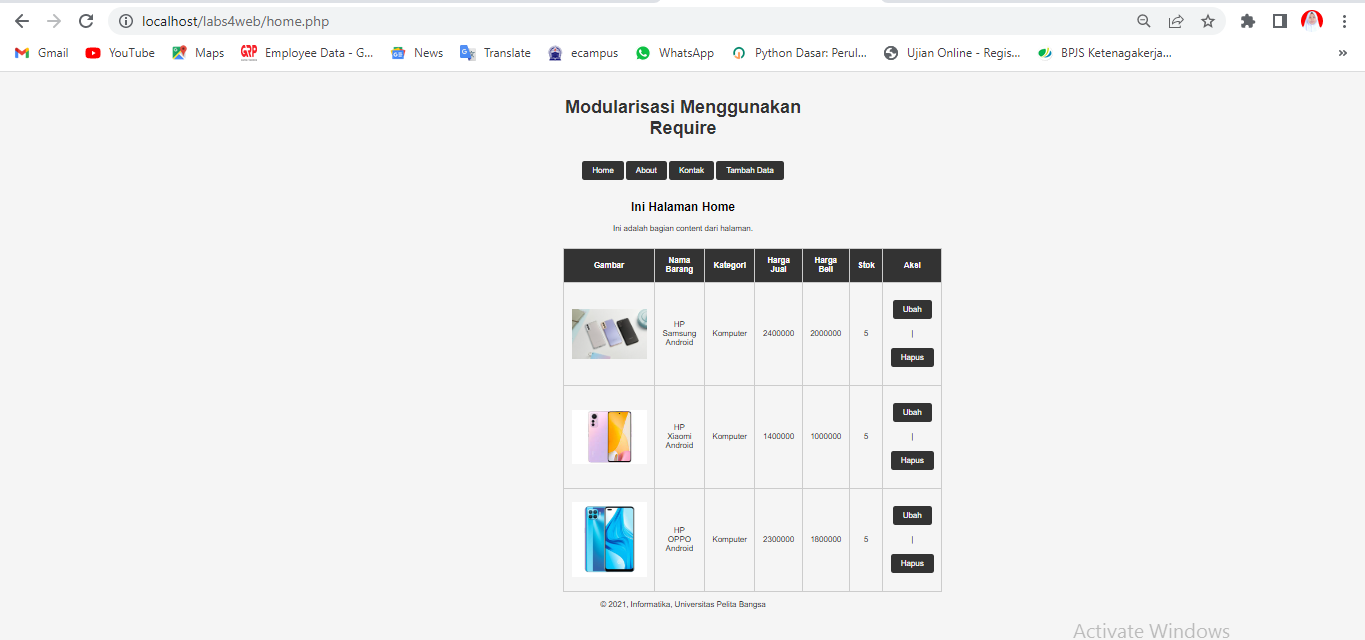 localhost/labs4web/home.php
Gmail YouTube Maps Employee Data - G... News Translate ecampus WhatsApp Python Dasar: Perul... Ujian Online - Regis... BPJS Ketenagakerja... »
Modularisasi Menggunakan
Require
Home About Kontak Tambah Data
Ini Halaman Home
Ini adalah bagian content dari halaman.
Gambar Nama Barang Kategori Harga Jual Harga Beli Stok Aksi
HP Samsung Android Komputer 2400000 2000000 5 Ubah | Hapus
HP Xiaomi Android Komputer 1400000 1000000 5 Ubah | Hapus
HP OPPO Android Komputer 2300000 1800000 5 Ubah | Hapus
© 2021, Informatika, Universitas Pelita Bangsa
Activate Windows